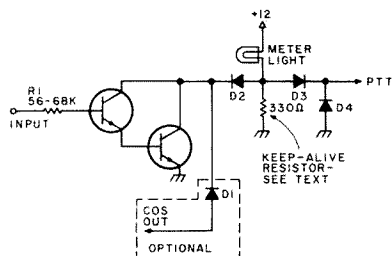 +12
METER
LIGHT
R1
56-68K
INPUT
D2
D3
PTT
330Ω
D4
KEEP-ALIVE
RESISTOR-
SEE TEXT
D1
COS
OUT
OPTIONAL